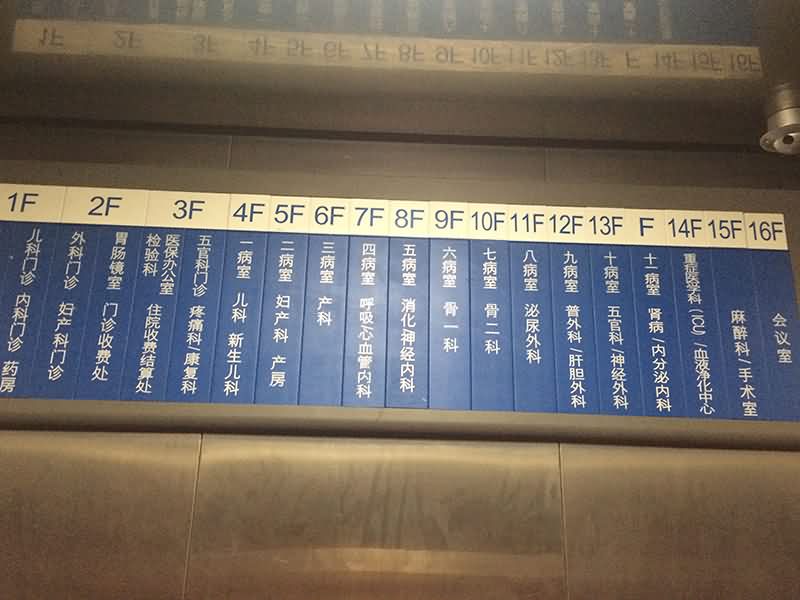 1F 2F 3F 4F 5F 6F 7F 8F 9F 10F 11F 12F 13F F 14F 15F 16F
儿科门诊 内科门诊 药房
外科门诊 妇产科门诊
胃肠镜室 门诊收费处
检验科 住院收费结算处
医保办公室
五官科门诊 疼痛科/康复科
一病室 儿科 新生儿科
二病室 妇产科 产房
三病室 产科
四病室 呼吸心血管内科
五病室 消化神经内科
六病室 骨一科
七病室 骨二科
八病室 泌尿外科
九病室 普外科/肝胆外科
十病室 五官科/神经外科
十一病室 肾病/内分泌内科
重症医学科(ICU)/血液净化中心
麻醉科/手术室
会议室